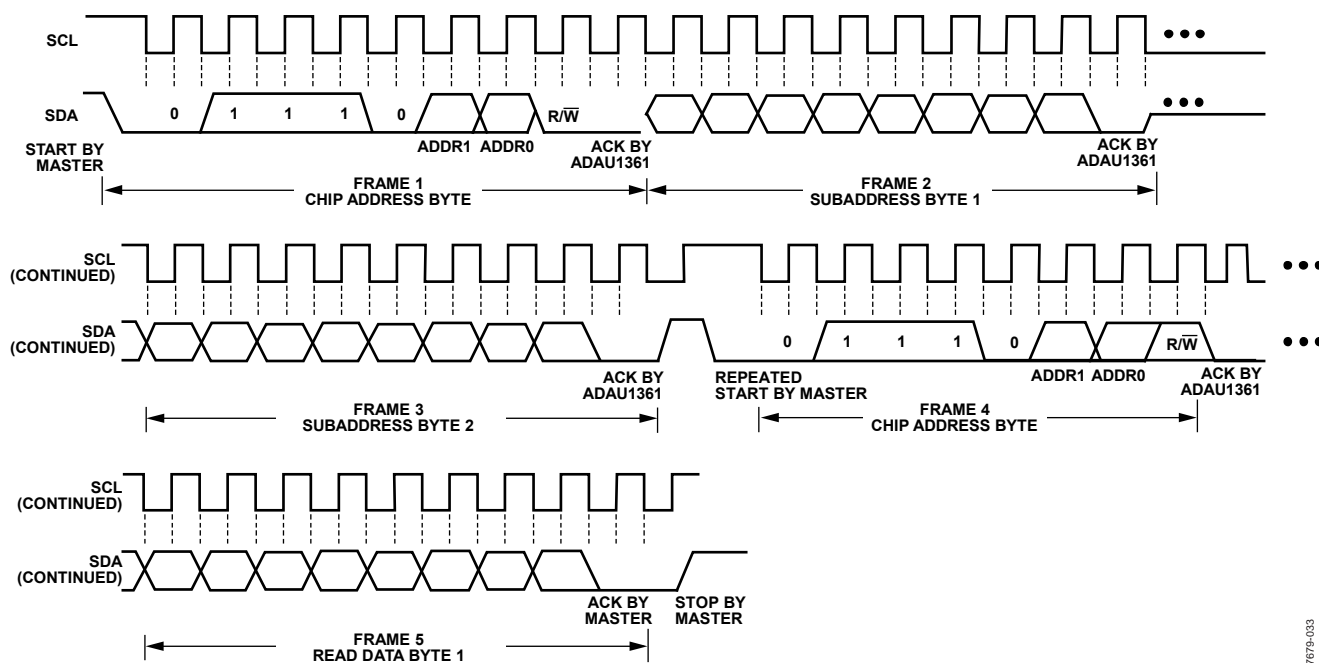 SCL
SDA
0 1 1 1 0 R/W̅
ADDR1 ADDR0
START BY
MASTER
ACK BY
ADAU1361
ACK BY
ADAU1361
FRAME 1
CHIP ADDRESS BYTE
FRAME 2
SUBADDRESS BYTE 1
SCL
(CONTINUED)
SDA
(CONTINUED)
0 1 1 1 0 R/W̅
ADDR1 ADDR0
ACK BY
ADAU1361
REPEATED
START BY MASTER
ACK BY
ADAU1361
FRAME 3
SUBADDRESS BYTE 2
FRAME 4
CHIP ADDRESS BYTE
SCL
(CONTINUED)
SDA
(CONTINUED)
ACK BY
MASTER
STOP BY
MASTER
FRAME 5
READ DATA BYTE 1